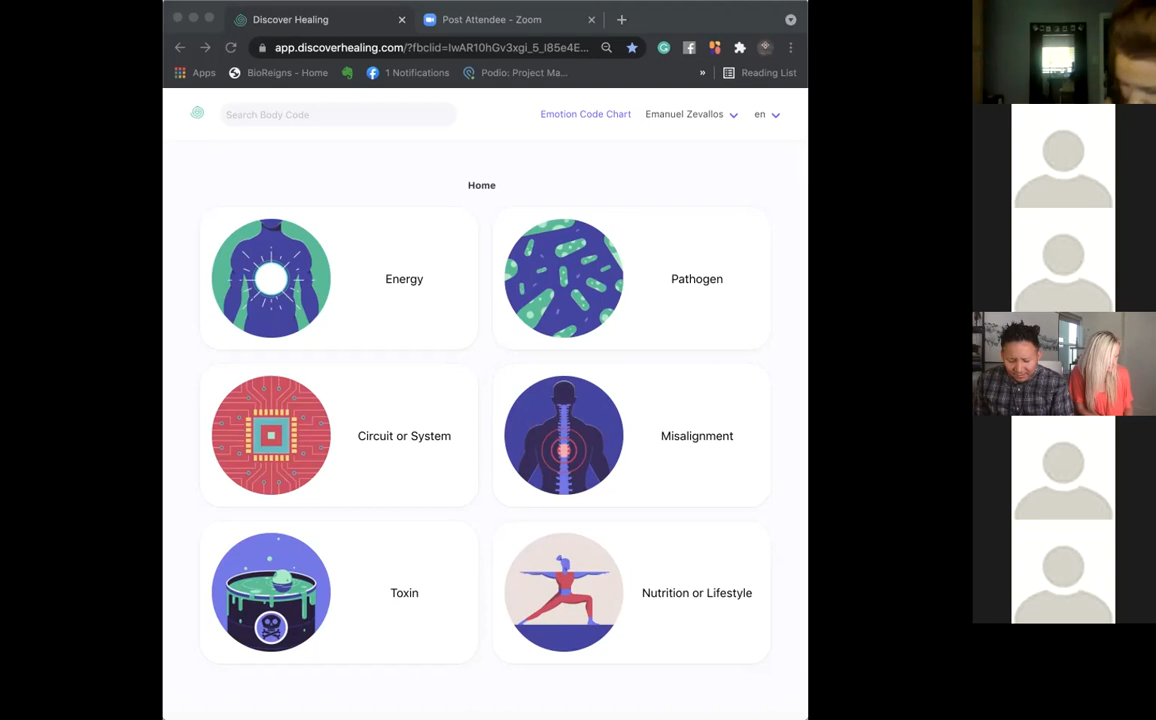 Discover Healing
Post Attendee - Zoom
app.discoverhealing.com/?fbclid=IwAR10hGv3xgi_5_I85e4E...
Apps
BioReigns - Home
1 Notifications
Podio: Project Ma...
»
Reading List
Search Body Code
Emotion Code Chart
Emanuel Zevallos
en
Home
Energy
Pathogen
Circuit or System
Misalignment
Toxin
Nutrition or Lifestyle